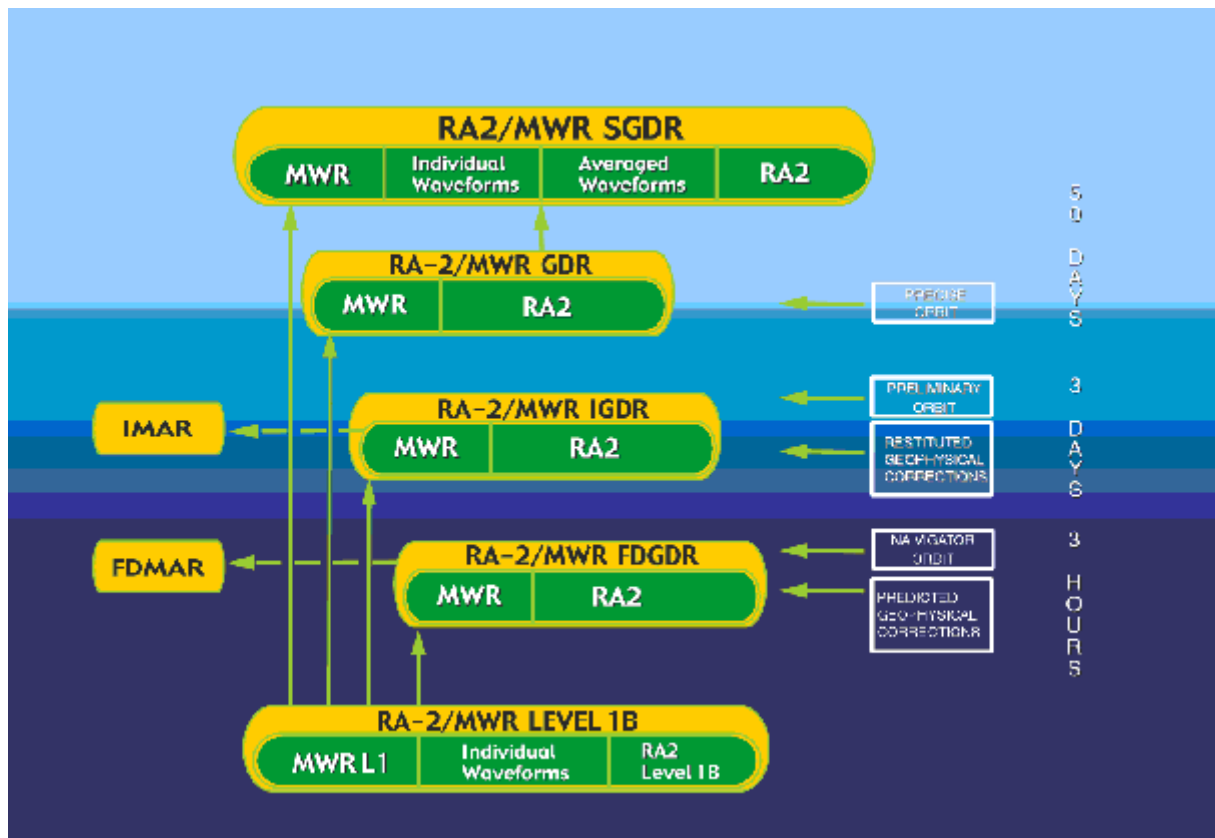 RA2/MWR SGDR
MWR
Individual
Waveforms
Averaged
Waveforms
RA2
50 DAYS
RA-2/MWR GDR
MWR
RA2
PRECISE
ORBIT
RA-2/MWR IGDR
MWR
RA2
IMAR
PRELIMINARY
ORBIT
RESTITUTED
GEOPHYSICAL
CORRECTIONS
3 DAYS
RA-2/MWR FDGDR
MWR
RA2
FDMAR
NAVIGATOR
ORBIT
PREDICTED
GEOPHYSICAL
CORRECTIONS
3 HOURS
RA-2/MWR LEVEL 1B
MWR L1
Individual
Waveforms
RA2
Level 1B